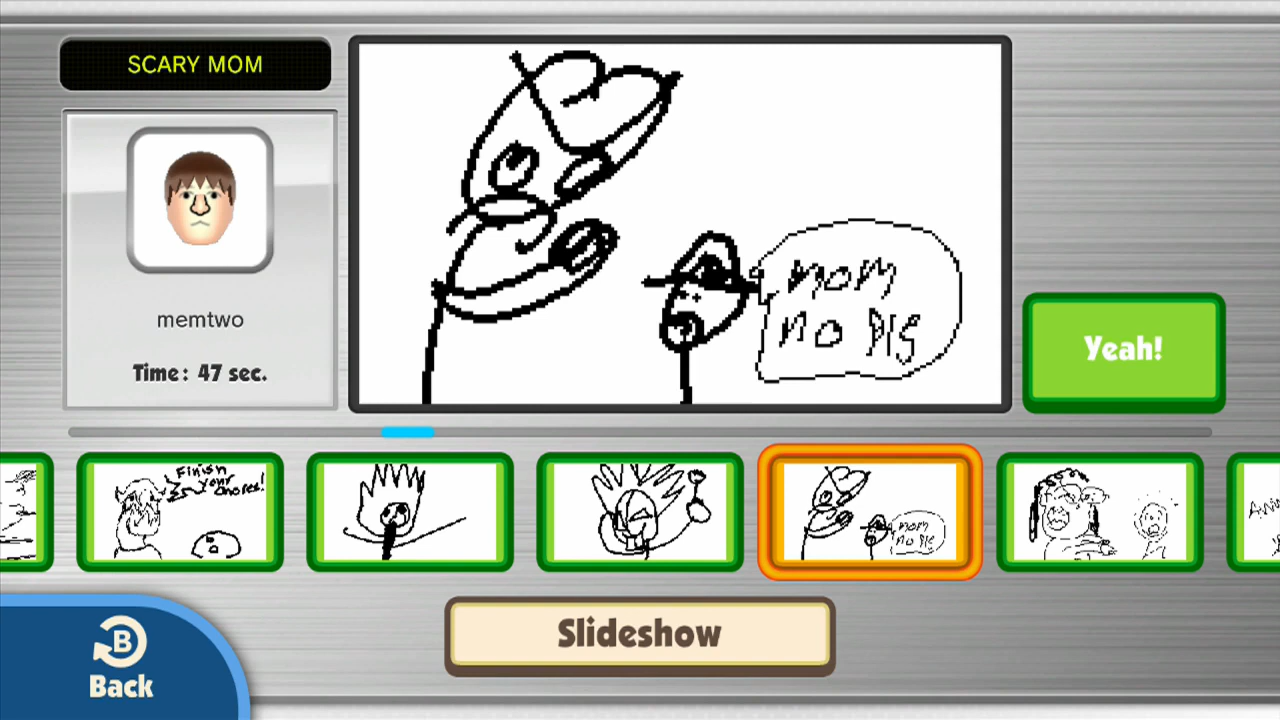 SCARY MOM
memtwo
Time: 47 sec.
mom
no pls
Yeah!
Finish
your
chores!
mom
no pls
Slideshow
B
Back